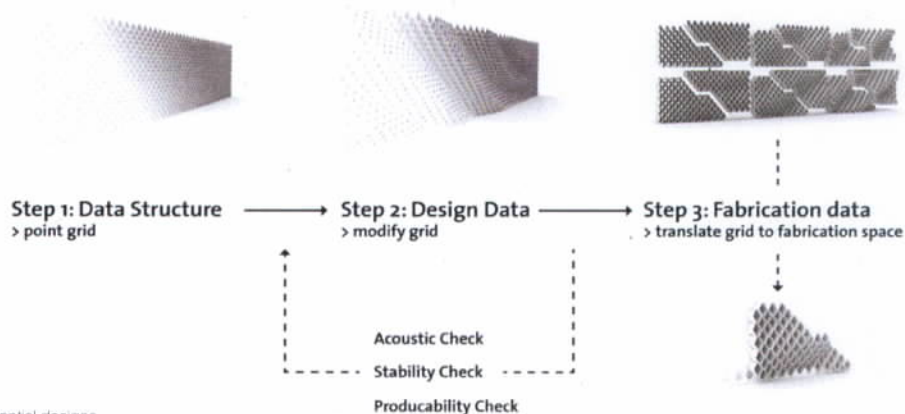 Step 1: Data Structure
> point grid
Step 2: Design Data
> modify grid
Step 3: Fabrication data
> translate grid to fabrication space
Acoustic Check
Stability Check
Producability Check
designs